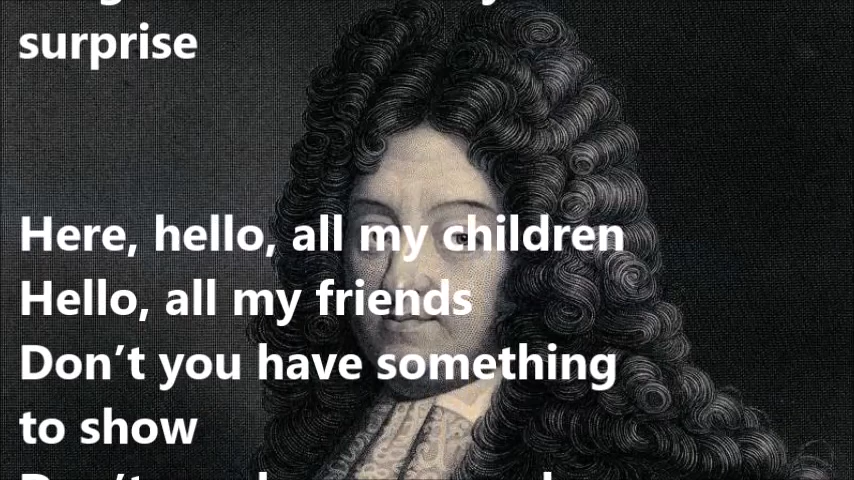 surprise
Here, hello, all my children
Hello, all my friends
Don’t you have something
to show